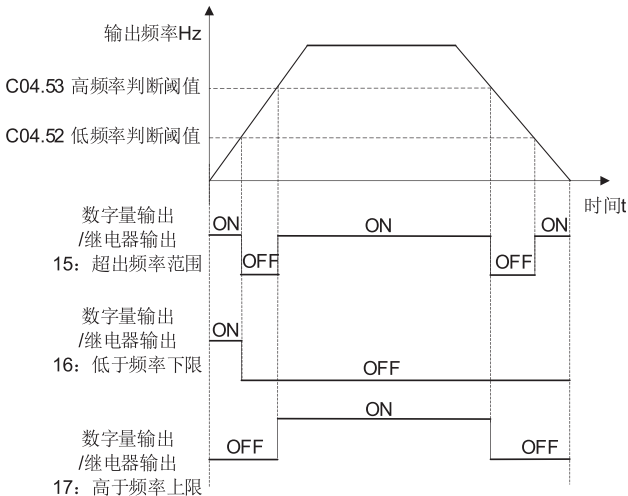 输出频率Hz
C04.53 高频率判断阈值
C04.52 低频率判断阈值
时间t
数字量输出
/继电器输出
15：超出频率范围
ON
OFF
ON
OFF
ON
数字量输出
/继电器输出
16：低于频率下限
ON
OFF
数字量输出
/继电器输出
17：高于频率上限
OFF
ON
OFF